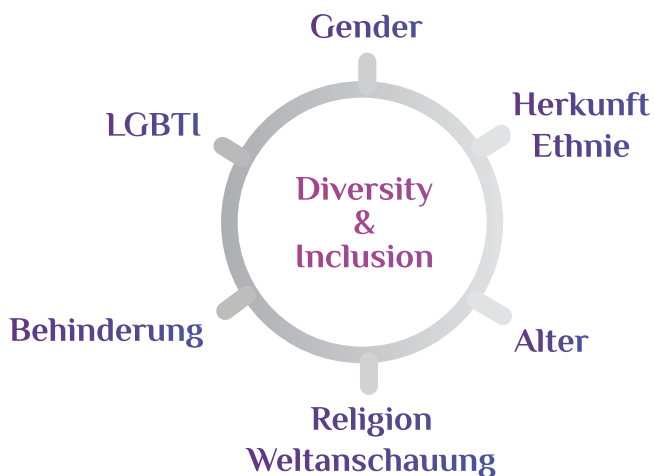 Gender
Herkunft
Ethnie
LGBTI
Diversity
&
Inclusion
Behinderung
Alter
Religion
Weltanschauung